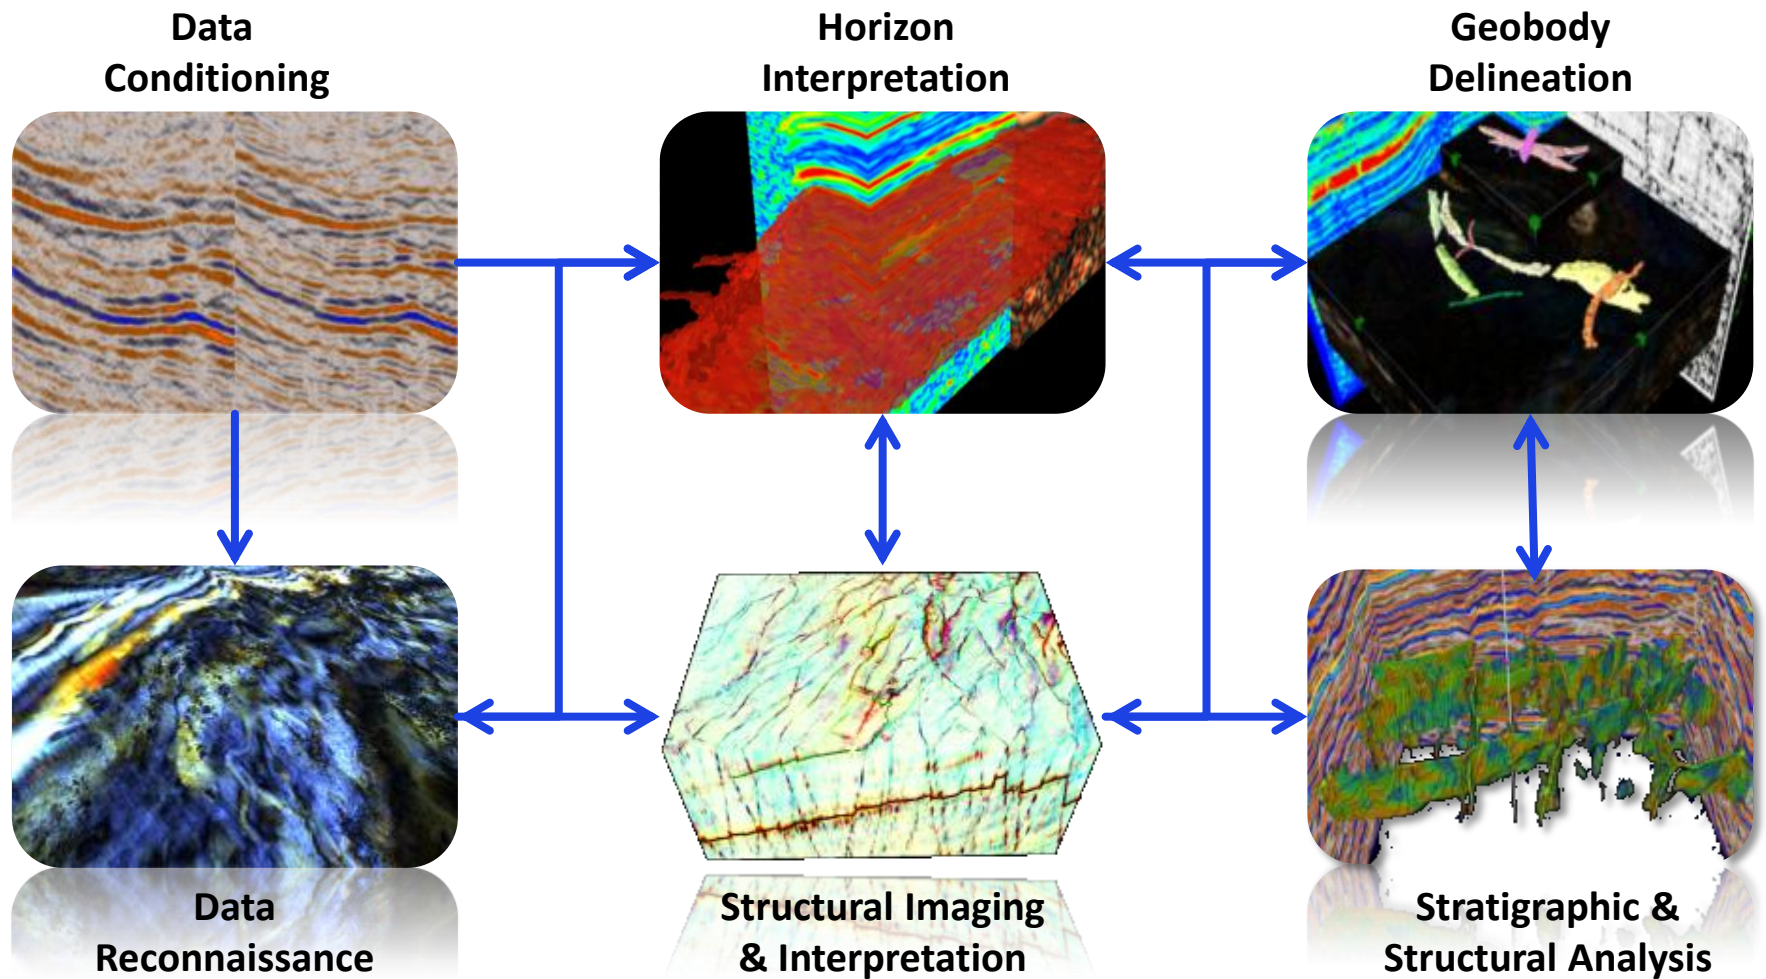 Data
Conditioning
Horizon
Interpretation
Geobody
Delineation
Data
Reconnaissance
Structural Imaging
& Interpretation
Stratigraphic &
Structural Analysis